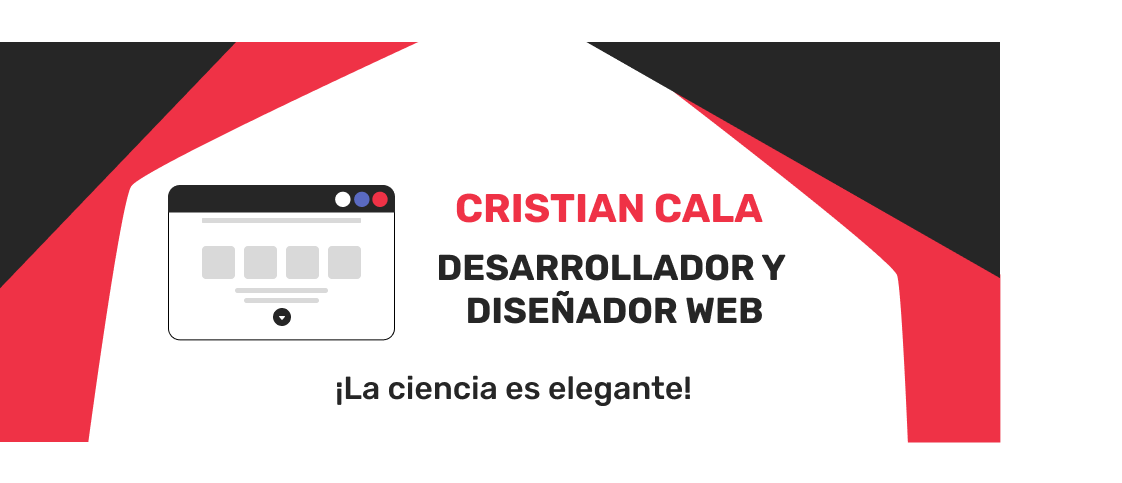 CRISTIAN CALA
DESARROLLADOR Y
DISEÑADOR WEB
¡La ciencia es elegante!